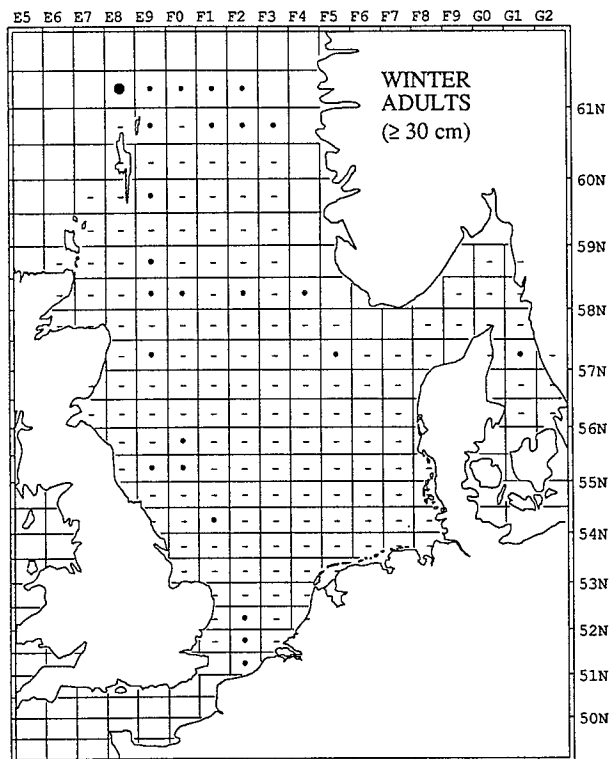 E5 E6 E7 E8 E9 F0 F1 F2 F3 F4 F5 F6 F7 F8 F9 G0 G1 G2
WINTER
ADULTS
(≥ 30 cm)
61N
60N
59N
58N
57N
56N
55N
54N
53N
52N
51N
50N